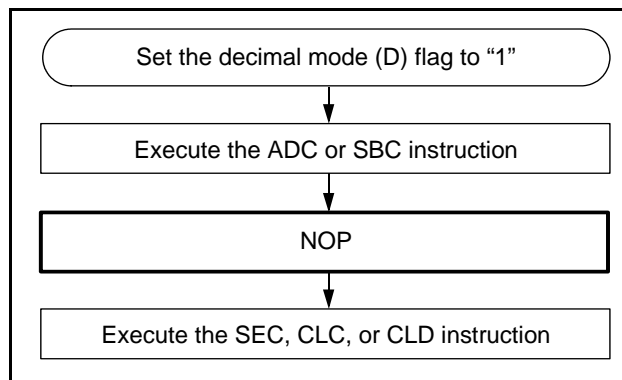 Set the decimal mode (D) flag to “1”
Execute the ADC or SBC instruction
NOP
Execute the SEC, CLC, or CLD instruction